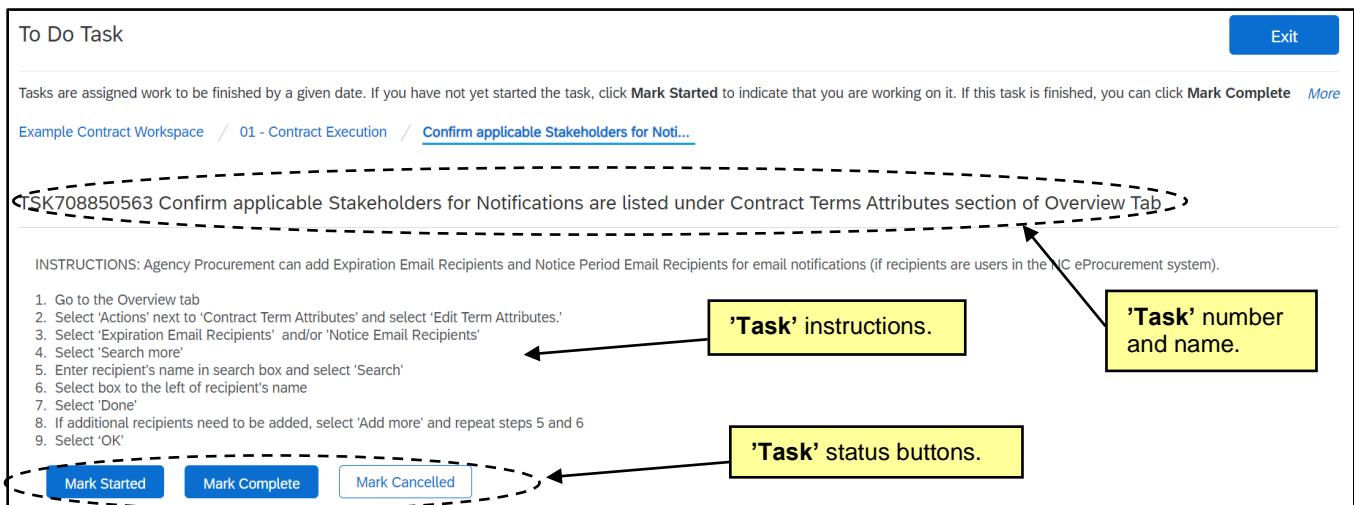 To Do Task
Exit
Tasks are assigned work to be finished by a given date. If you have not yet started the task, click Mark Started to indicate that you are working on it. If this task is finished, you can click Mark Complete More
Example Contract Workspace / 01 - Contract Execution / Confirm applicable Stakeholders for Noti...
TSK708850563 Confirm applicable Stakeholders for Notifications are listed under Contract Terms Attributes section of Overview Tab
INSTRUCTIONS: Agency Procurement can add Expiration Email Recipients and Notice Period Email Recipients for email notifications (if recipients are users in the NC eProcurement system).
1. Go to the Overview tab
2. Select ‘Actions’ next to ‘Contract Term Attributes’ and select ‘Edit Term Attributes.’
3. Select ‘Expiration Email Recipients’ and/or 'Notice Email Recipients'
4. Select 'Search more'
5. Enter recipient's name in search box and select 'Search'
6. Select box to the left of recipient's name
7. Select 'Done'
8. If additional recipients need to be added, select 'Add more' and repeat steps 5 and 6
9. Select ‘OK’
’Task’ instructions.
’Task’ number
and name.
’Task’ status buttons.
Mark Started
Mark Complete
Mark Cancelled